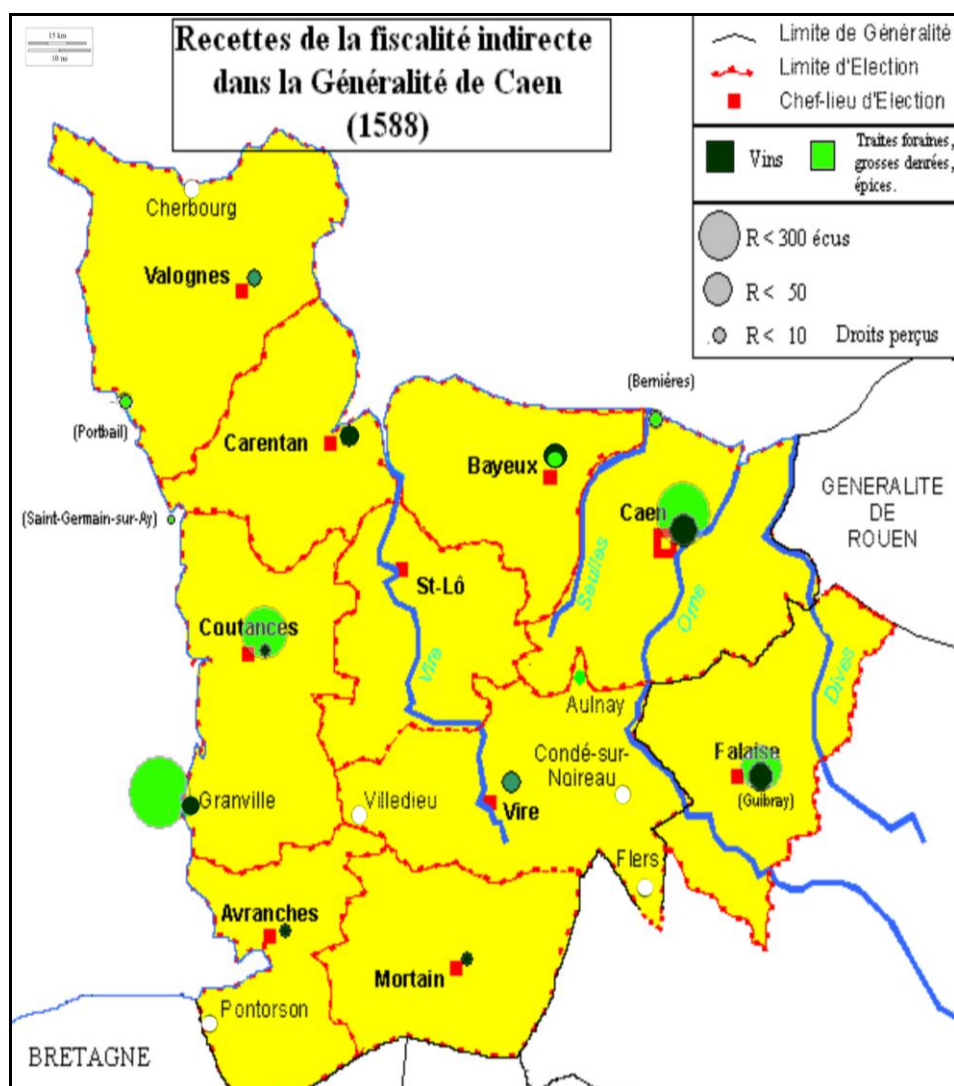 15 km
10 mi
Recettes de la fiscalité indirecte
dans la Généralité de Caen
(1588)
Limite de Généralité
Limite d'Election
Chef-lieu d'Election
Vins
Traites foraines,
grosses denrées,
épices.
R < 300 écus
R < 50
R < 10 Droits perçus
Cherbourg
Valognes
(Portbail)
Carentan
(Bernières)
Bayeux
Caen
GENERALITE
DE
ROUEN
(Saint-Germain-sur-Ay)
St-Lô
Seulles
Orne
Coutances
Vire
Dives
Aulnay
Condé-sur-
Noireau
Falaise
(Guibray)
Granville
Villedieu
Vire
Flers
Avranches
Mortain
Pontorson
BRETAGNE